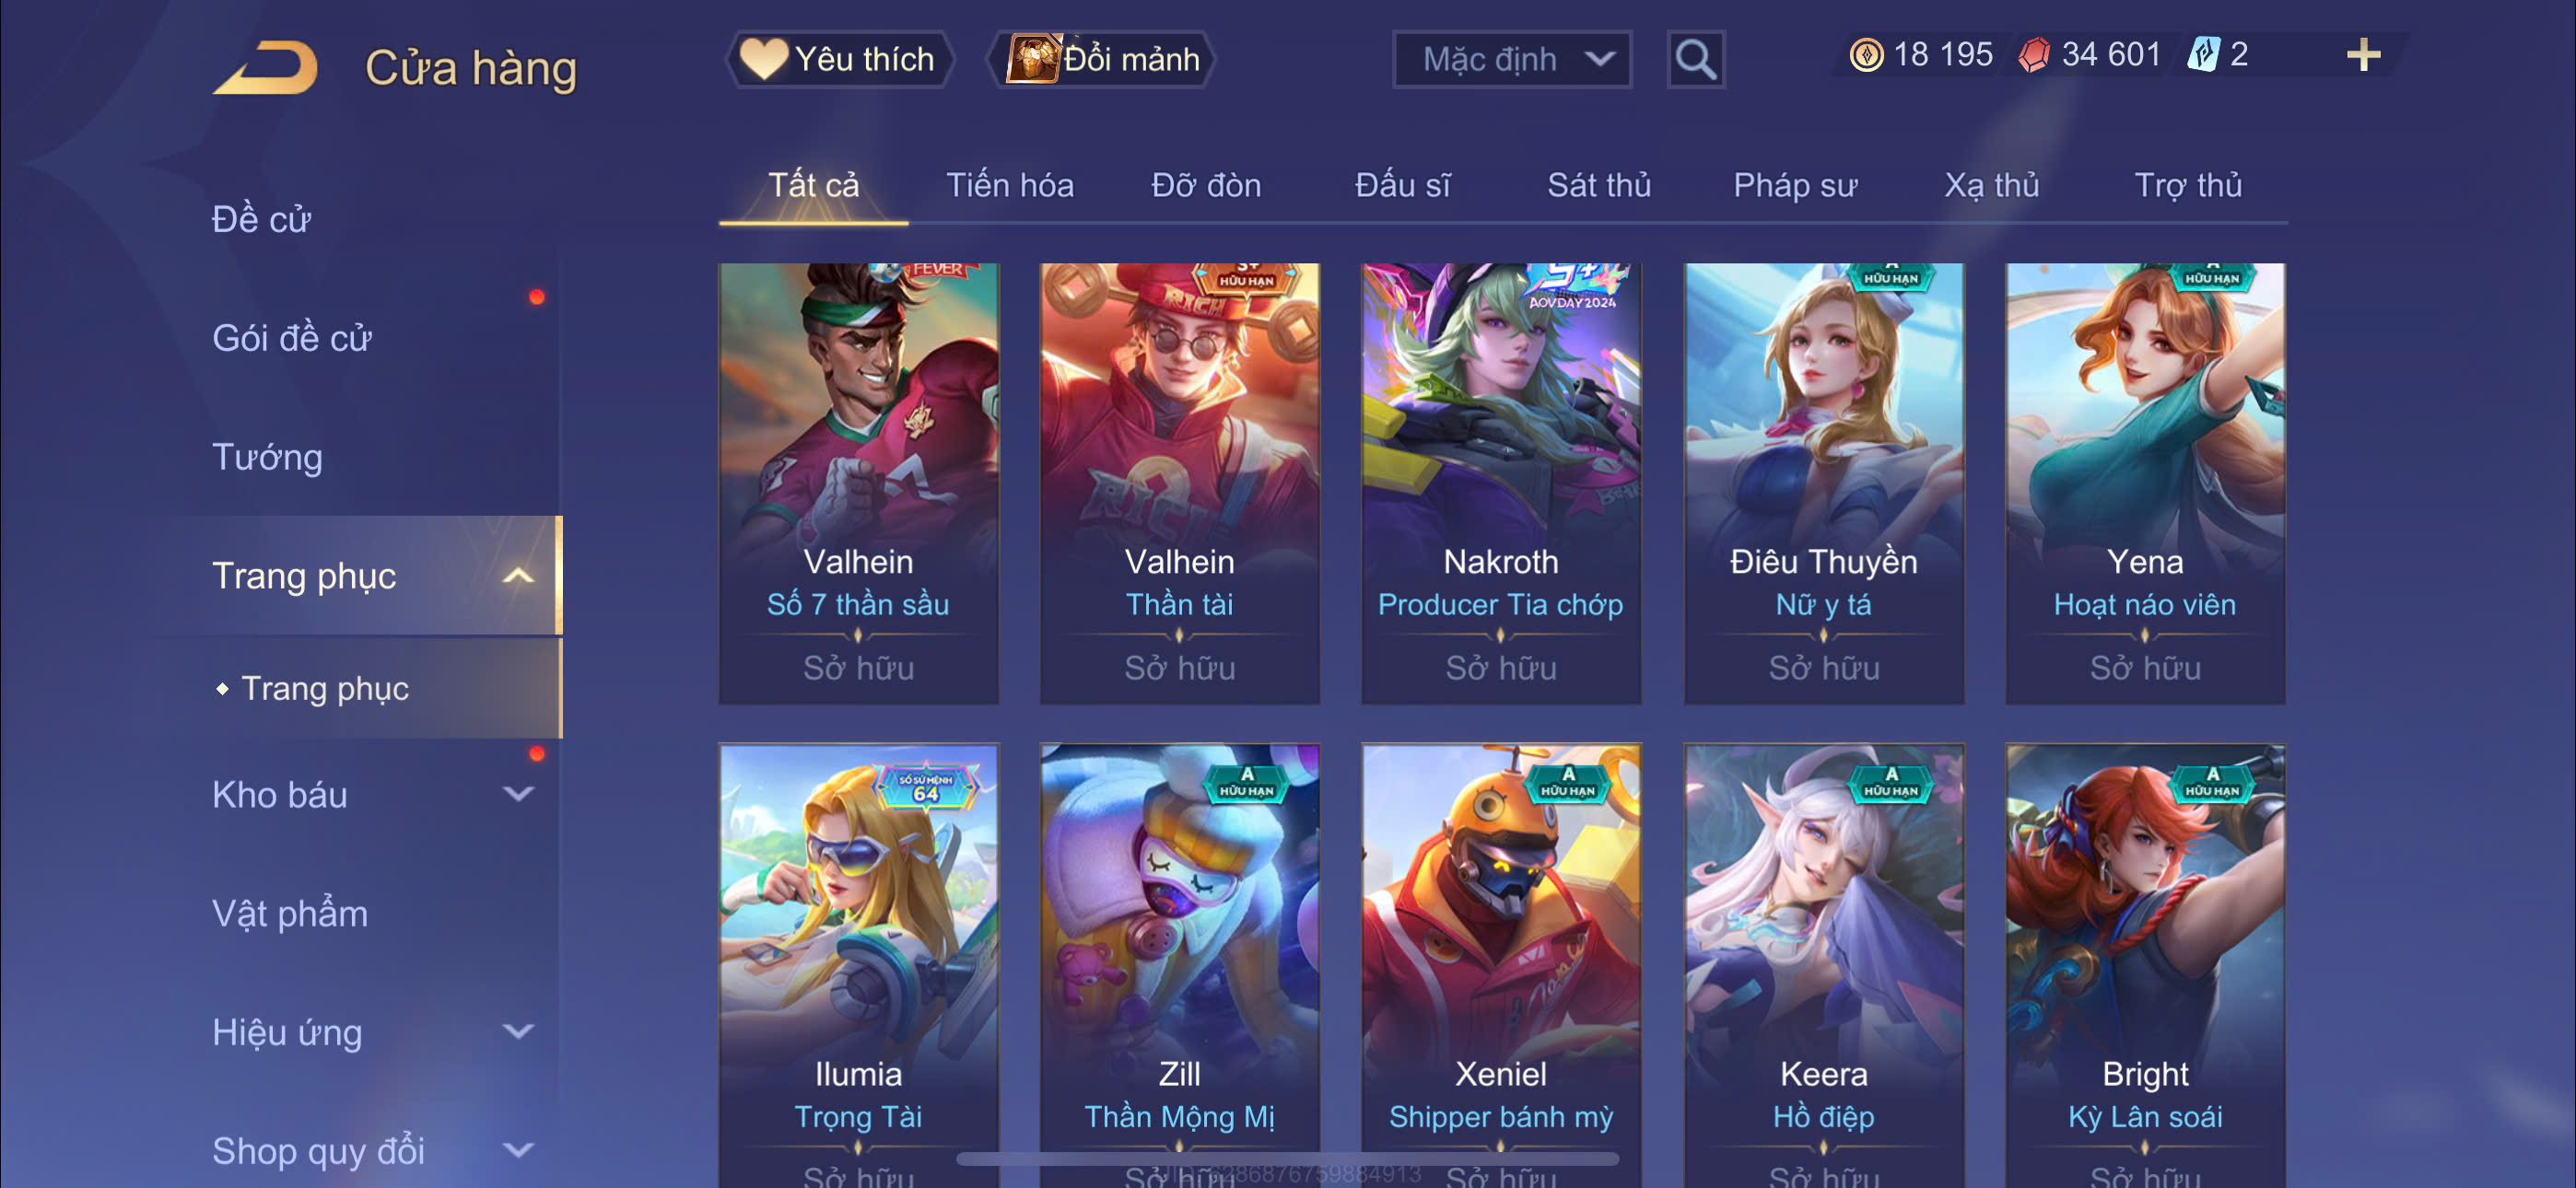 Cửa hàng
Yêu thích
Đổi mảnh
Mặc định
18 195
34 601
2
Tất cả
Tiến hóa
Đỡ đòn
Đấu sĩ
Sát thủ
Pháp sư
Xạ thủ
Trợ thủ
Đề cử
Gói đề cử
Tướng
Trang phục
Trang phục
Kho báu
Vật phẩm
Hiệu ứng
Shop quy đổi
FEVER
Valhein
Số 7 thần sầu
Sở hữu
S+
HỮU HẠN
RICH
RICH
Valhein
Thần tài
Sở hữu
S+
AOVDAY2024
Nakroth
Producer Tia chớp
Sở hữu
A
HỮU HẠN
Điêu Thuyền
Nữ y tá
Sở hữu
A
HỮU HẠN
Yena
Hoạt náo viên
Sở hữu
SỐ SỨ MỆNH
64
Ilumia
Trọng Tài
Sở hữu
A
HỮU HẠN
Zill
Thần Mộng Mị
Sở hữu
A
HỮU HẠN
Xeniel
Shipper bánh mỳ
Sở hữu
A
HỮU HẠN
Keera
Hồ điệp
Sở hữu
A
HỮU HẠN
Bright
Kỳ Lân soái
Sở hữu